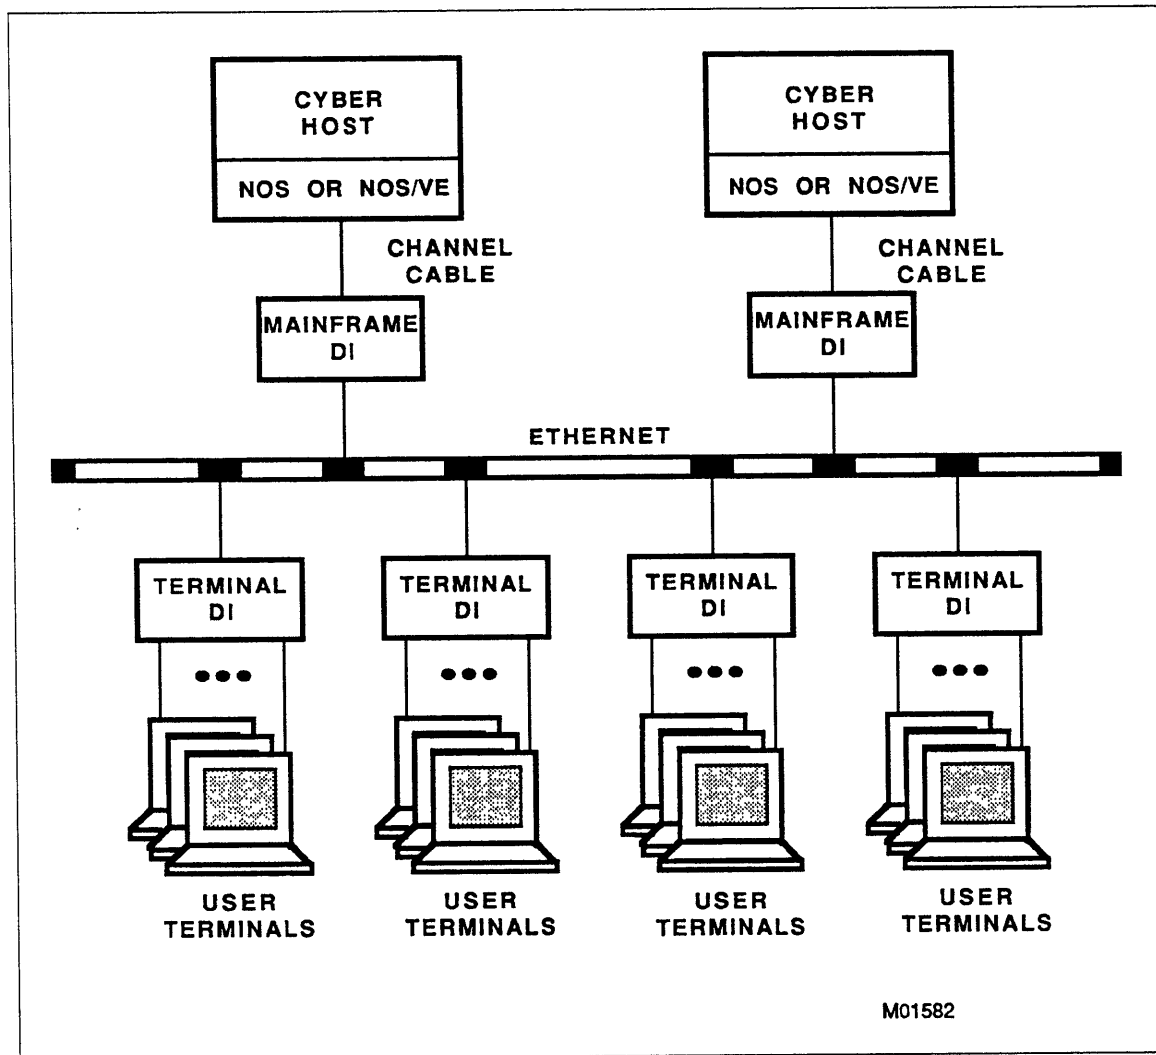 CYBER
HOST
NOS OR NOS/VE
CHANNEL
CABLE
MAINFRAME
DI
CYBER
HOST
NOS OR NOS/VE
CHANNEL
CABLE
MAINFRAME
DI
ETHERNET
TERMINAL
DI
TERMINAL
DI
TERMINAL
DI
TERMINAL
DI
USER
TERMINALS
USER
TERMINALS
USER
TERMINALS
USER
TERMINALS
M01582